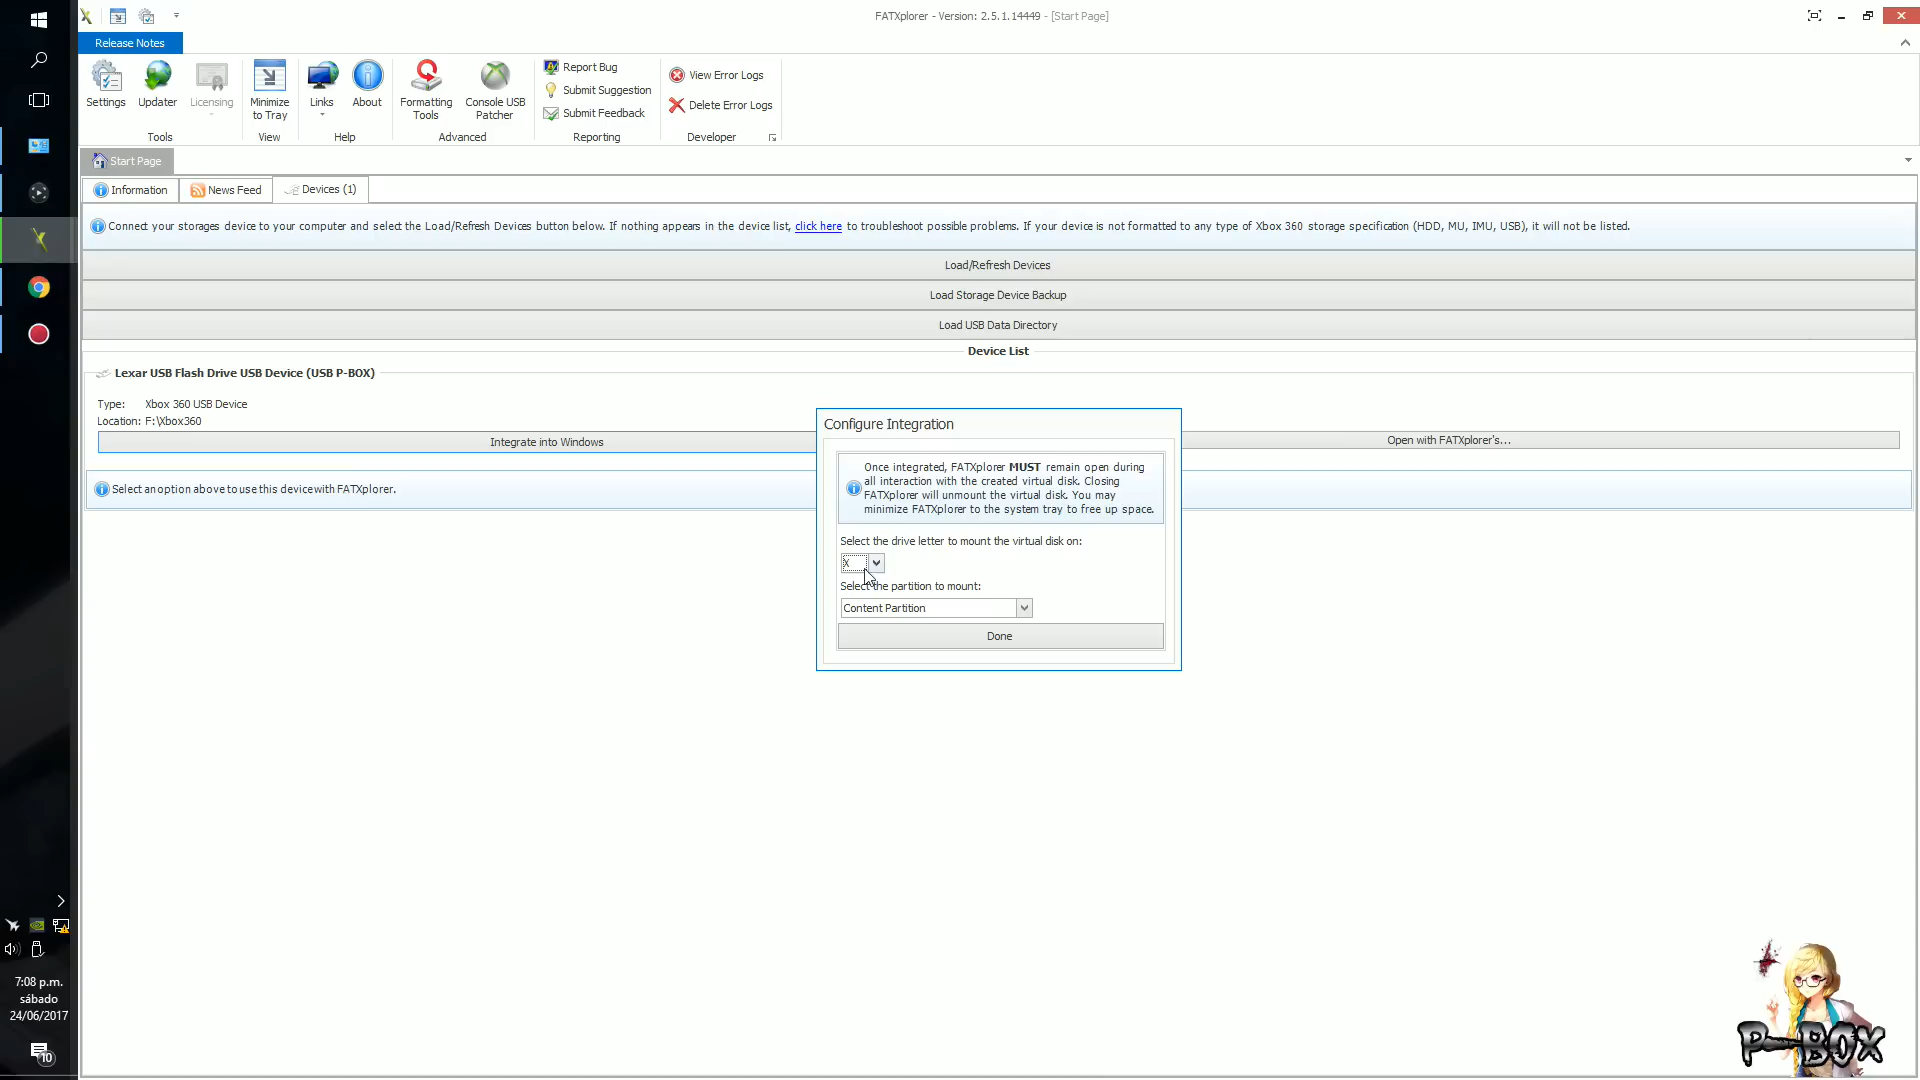 FATXplorer - Version: 2.5.1.14449 - [Start Page]
Release Notes
Settings
Updater
Licensing
Minimize
to Tray
Links
About
Formatting
Tools
Console USB
Patcher
Report Bug
Submit Suggestion
Submit Feedback
View Error Logs
Delete Error Logs
Tools
View
Help
Advanced
Reporting
Developer
Start Page
Information
News Feed
Devices (1)
Connect your storages device to your computer and select the Load/Refresh Devices button below. If nothing appears in the device list, click here to troubleshoot possible problems. If your device is not formatted to any type of Xbox 360 storage specification (HDD, MU, IMU, USB), it will not be listed.
Load/Refresh Devices
Load Storage Device Backup
Load USB Data Directory
Device List
Lexar USB Flash Drive USB Device (USB P-BOX)
Type: Xbox 360 USB Device
Location: F:\Xbox360
Integrate into Windows
Open with FATXplorer's...
Select an option above to use this device with FATXplorer.
Configure Integration
Once integrated, FATXplorer MUST remain open during
all interaction with the created virtual disk. Closing
FATXplorer will unmount the virtual disk. You may
minimize FATXplorer to the system tray to free up space.
Select the drive letter to mount the virtual disk on:
X
Select the partition to mount:
Content Partition
Done
7:08 p.m.
sábado
24/06/2017
10
P-BOX